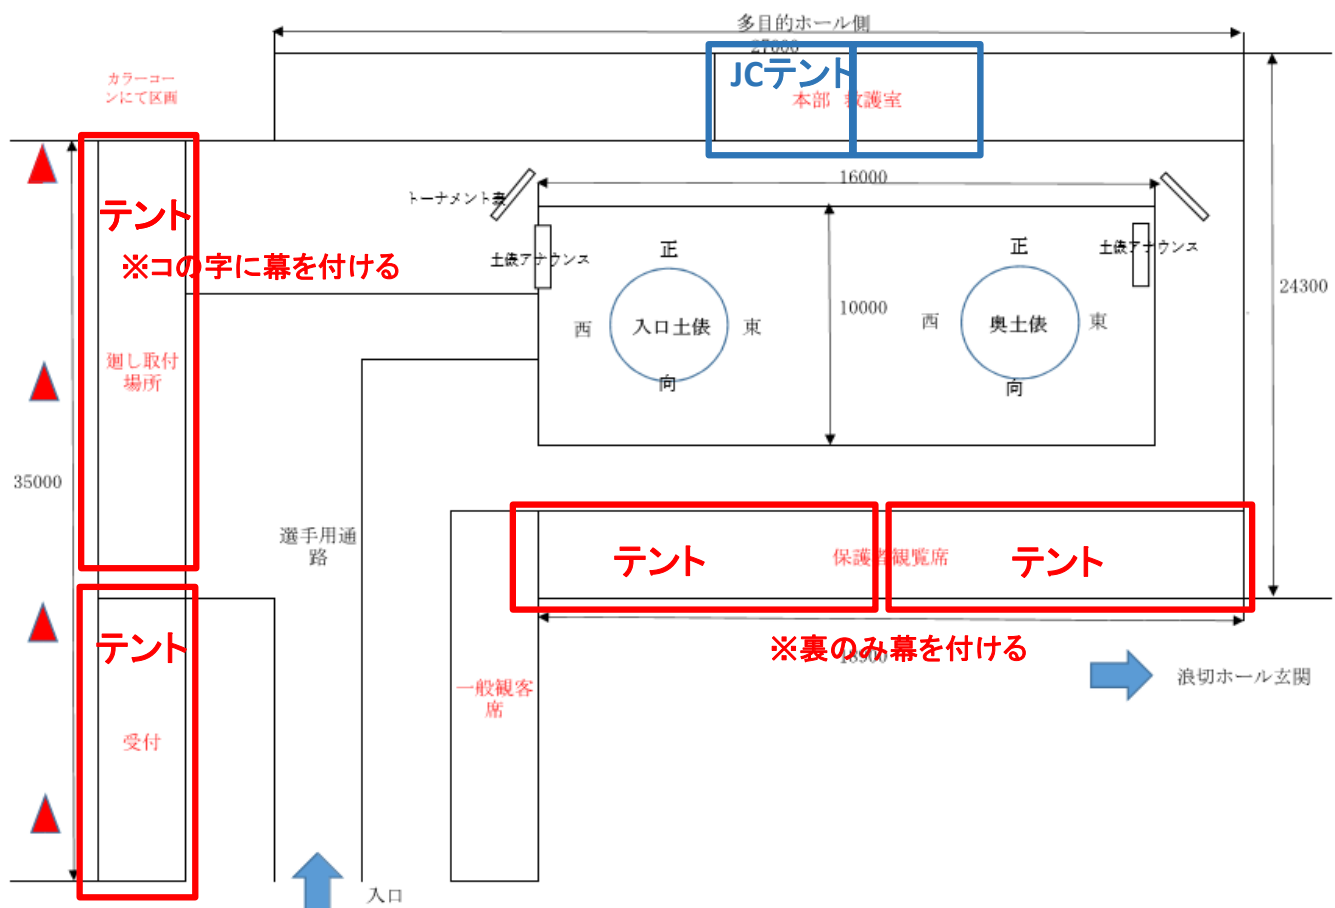 多目的ホール側
27000
カラーコー
ンにて区画
JCテント
本部 救護室
16000
トーナメント表
テント
※コの字に幕を付ける
土俵アナウンス
土俵アナウンス
正
正
西
入口土俵
東
10000
西
奥土俵
東
24300
向
向
廻し取付
場所
35000
選手用通
路
テント
保護者観覧席
テント
※裏のみ幕を付ける
18900
テント
一般観客
席
浪切ホール玄関
受付
入口